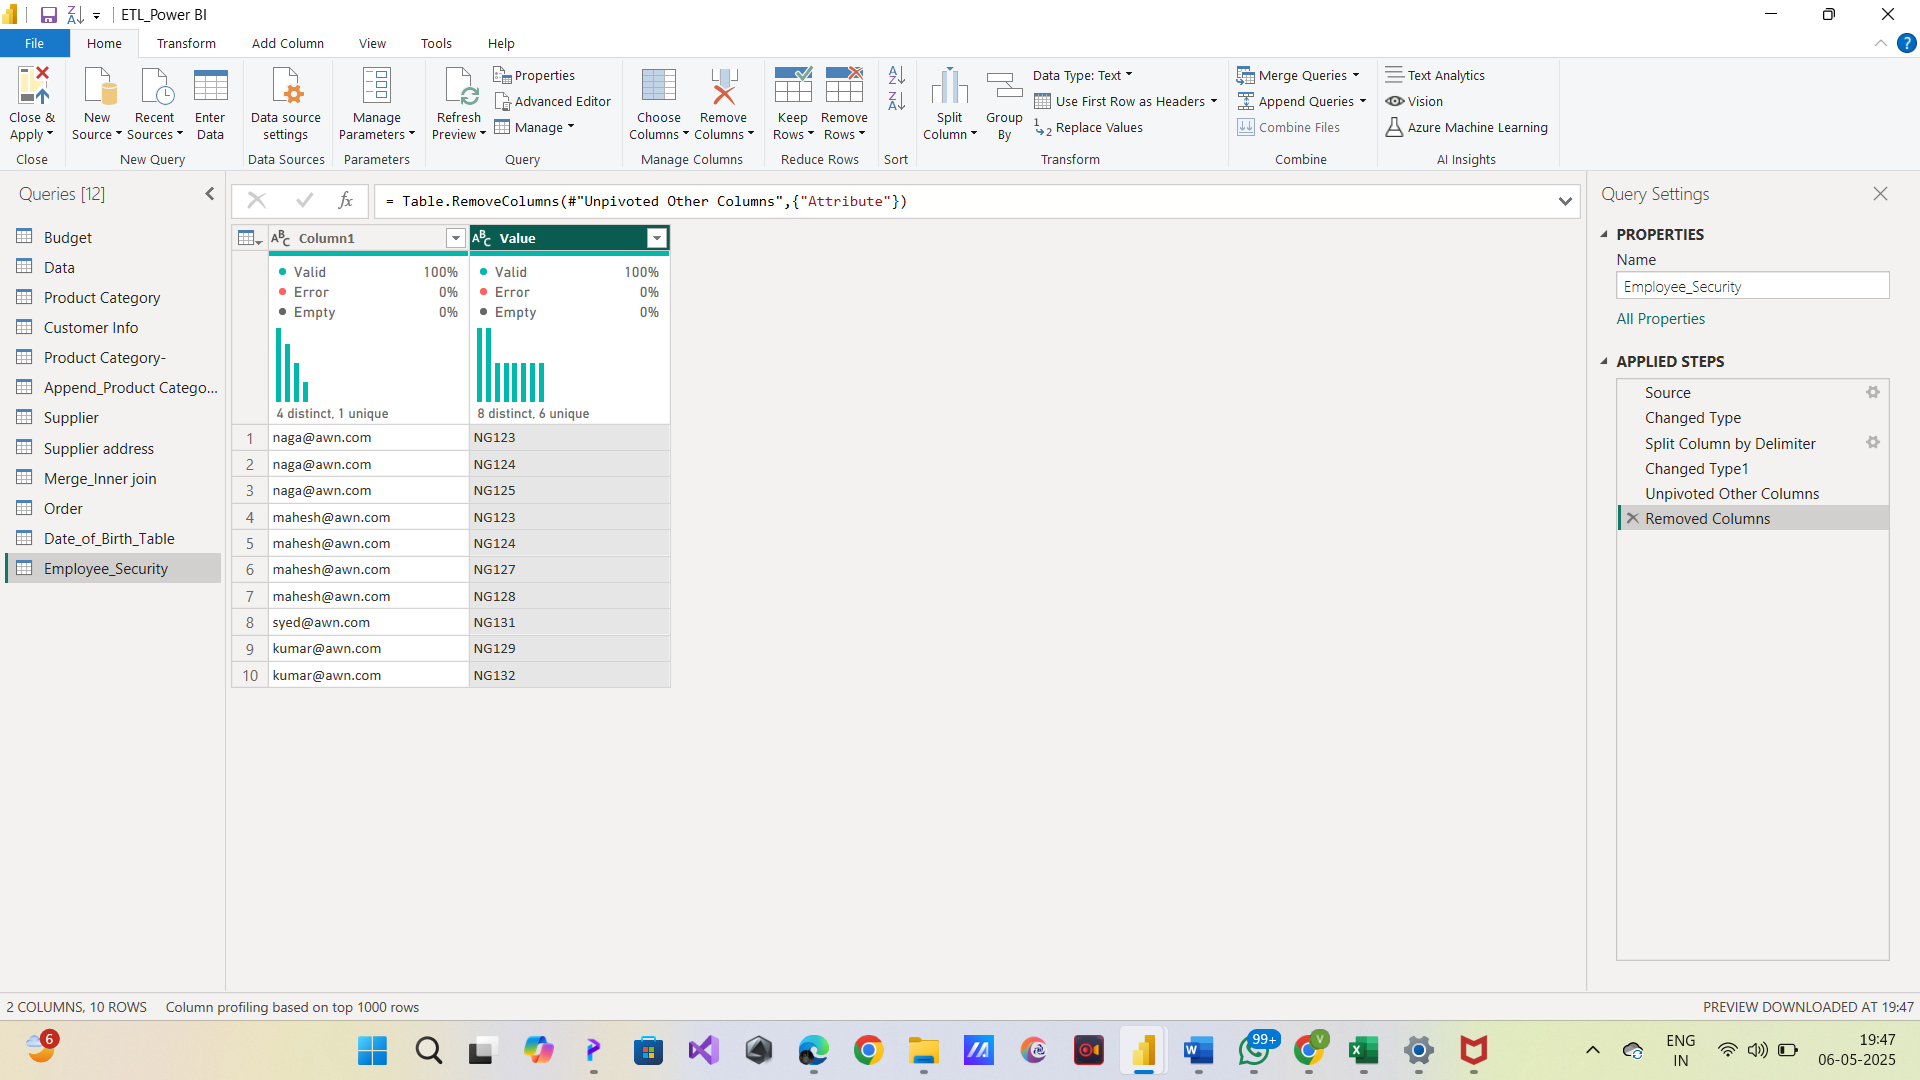 ETL_Power BI
File Home Transform Add Column View Tools Help
Close & Apply
Close
New Source
Recent Sources
Enter Data
New Query
Data source settings
Data Sources
Manage Parameters
Parameters
Refresh Preview
Properties
Advanced Editor
Manage
Query
Choose Columns
Remove Columns
Manage Columns
Keep Rows
Remove Rows
Reduce Rows
Sort
Split Column
Group By
Data Type: Text
Use First Row as Headers
Replace Values
Transform
Merge Queries
Append Queries
Combine Files
Combine
Text Analytics
Vision
Azure Machine Learning
AI Insights
Queries [12]
Budget
Data
Product Category
Customer Info
Product Category-
Append_Product Catego...
Supplier
Supplier address
Merge_Inner join
Order
Date_of_Birth_Table
Employee_Security
fx
= Table.RemoveColumns(#"Unpivoted Other Columns",{"Attribute"})
ABC Column1 ABC Value
Valid 100% Valid 100%
Error 0% Error 0%
Empty 0% Empty 0%
4 distinct, 1 unique 8 distinct, 6 unique
1 naga@awn.com NG123
2 naga@awn.com NG124
3 naga@awn.com NG125
4 mahesh@awn.com NG123
5 mahesh@awn.com NG124
6 mahesh@awn.com NG127
7 mahesh@awn.com NG128
8 syed@awn.com NG131
9 kumar@awn.com NG129
10 kumar@awn.com NG132
Query Settings
PROPERTIES
Name
Employee_Security
All Properties
APPLIED STEPS
Source
Changed Type
Split Column by Delimiter
Changed Type1
Unpivoted Other Columns
Removed Columns
2 COLUMNS, 10 ROWS Column profiling based on top 1000 rows
PREVIEW DOWNLOADED AT 19:47
6
99+
V
ENG
IN
19:47
06-05-2025